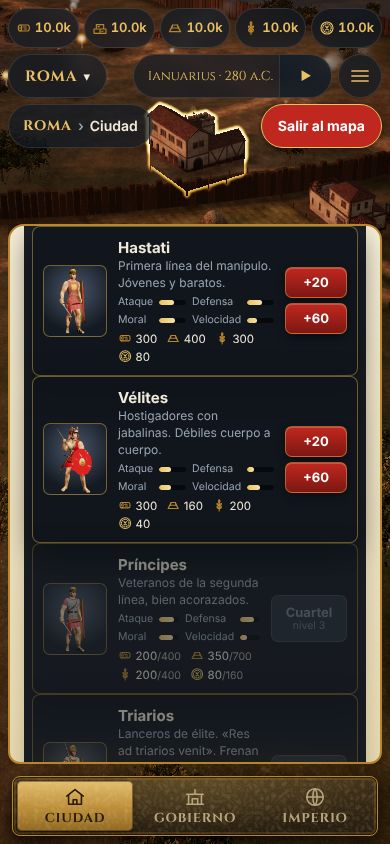 10.0k 10.0k 10.0k 10.0k 10.0k
ROMA ▾ IANUARIUS · 280 A.C.
ROMA › Ciudad Salir al mapa
Hastati
Primera línea del manípulo.
Jóvenes y baratos.
Ataque Defensa
Moral Velocidad
300 400 300
80
+20
+60
Vélites
Hostigadores con
jabalinas. Débiles cuerpo a
cuerpo.
Ataque Defensa
Moral Velocidad
300 160 200
40
+20
+60
Príncipes
Veteranos de la segunda
línea, bien acorazados.
Ataque Defensa
Moral Velocidad
200/400 350/700
200/400 80/160
Cuartel
nivel 3
Triarios
Lanceros de élite. «Res
ad triarios venit». Frenan
CIUDAD GOBIERNO IMPERIO